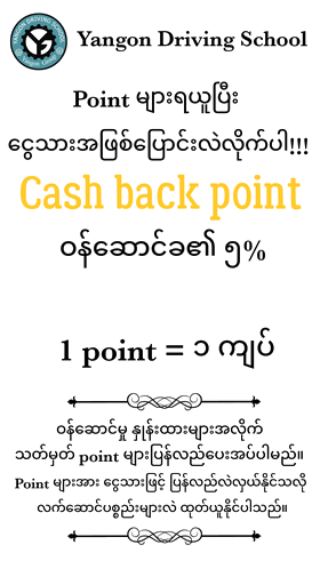 Yangon Driving School
Point များရယူပြီး
ငွေသားအဖြစ်ပြောင်းလဲလိုက်ပါ!!!
Cash back point
ဝန်ဆောင်ခ၏ ၅%
1 point = ၁ ကျပ်
ဝန်ဆောင်မှု နှုန်းထားများအလိုက်
သတ်မှတ် point များပြန်လည်ပေးအပ်ပါမည်။
Point များအား ငွေသားဖြင့် ပြန်လည်လဲလှယ်နိုင်သလို
လက်ဆောင်ပစ္စည်းများလဲ ထုတ်ယူနိုင်ပါသည်။